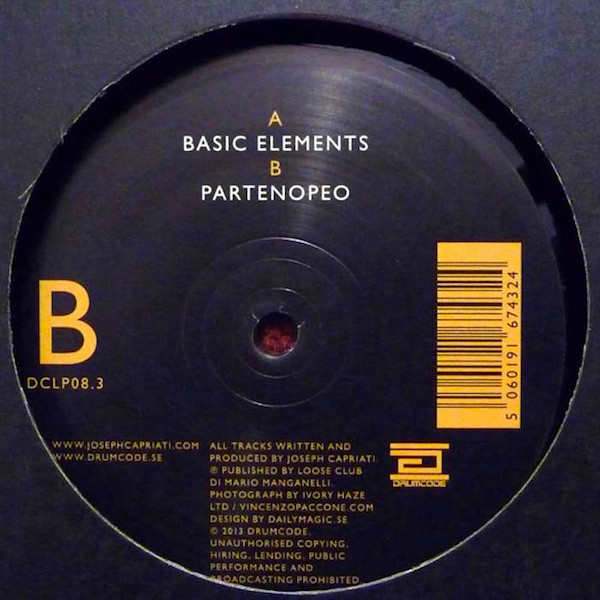 A
BASIC ELEMENTS
B
PARTENOPEO
B
DCLP08.3
5 060191 674324
WWW.JOSEPHCAPRIATI.COM
WWW.DRUMCODE.SE
ALL TRACKS WRITTEN AND
PRODUCED BY JOSEPH CAPRIATI.
℗ PUBLISHED BY LOOSE CLUB
DI MARIO MANGANELLI.
PHOTOGRAPH BY IVORY HAZE
LTD / VINCENZOPACCONE.COM
DESIGN BY DAILYMAGIC.SE
© 2013 DRUMCODE.
UNAUTHORISED COPYING,
HIRING, LENDING, PUBLIC
PERFORMANCE AND
BROADCASTING PROHIBITED.
DRUMCODE